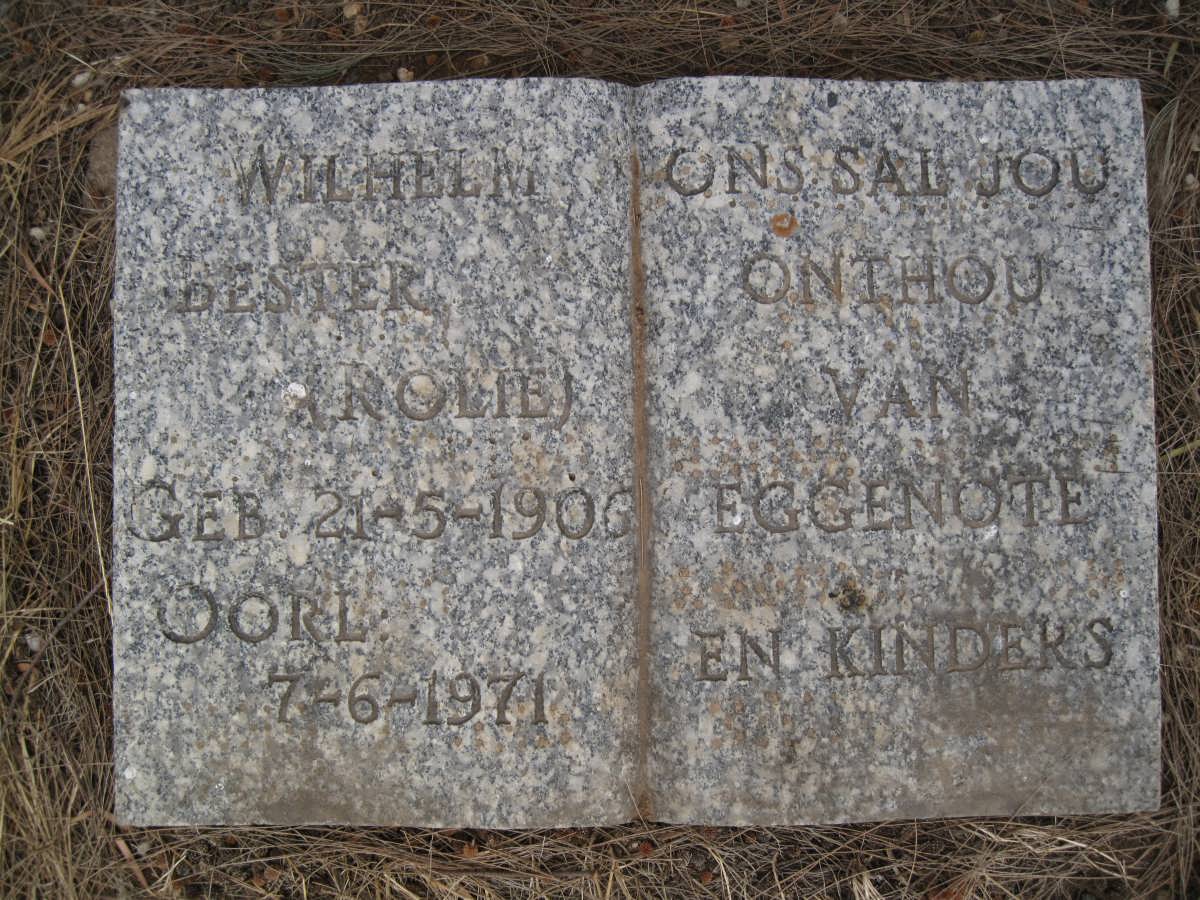 WILHELM
BESTER
(ROLIE)
GEB. 21-5-1906
OORL:
7-6-1971
ONS SAL JOU
ONTHOU
VAN
EGGENOTE
EN KINDERS